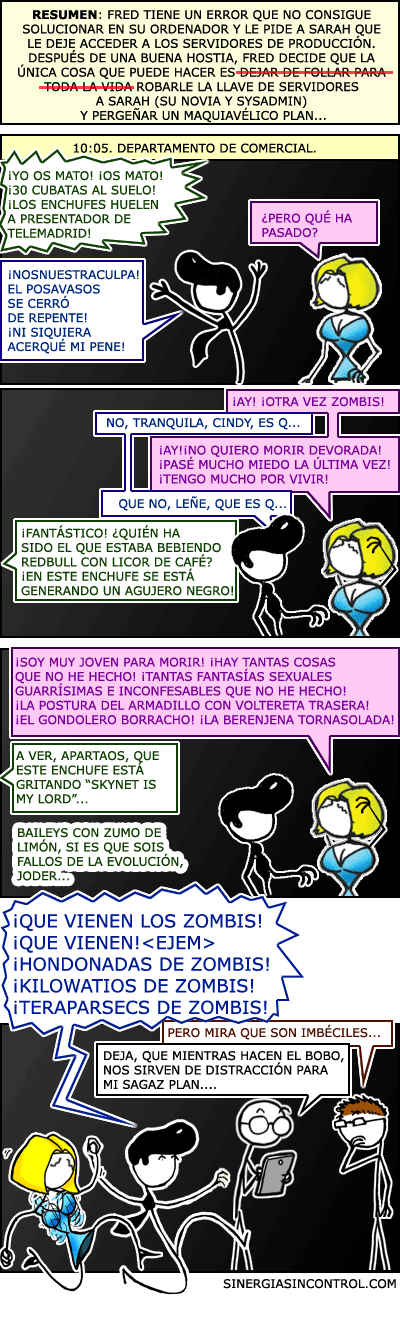 RESUMEN: FRED TIENE UN ERROR QUE NO CONSIGUE
SOLUCIONAR EN SU ORDENADOR Y LE PIDE A SARAH QUE
LE DEJE ACCEDER A LOS SERVIDORES DE PRODUCCIÓN.
DESPUÉS DE UNA BUENA HOSTIA, FRED DECIDE QUE LA
ÚNICA COSA QUE PUEDE HACER ES DEJAR DE FOLLAR PARA
TODA LA VIDA ROBARLE LA LLAVE DE SERVIDORES
A SARAH (SU NOVIA Y SYSADMIN)
Y PERGEÑAR UN MAQUIAVÉLICO PLAN...
10:05. DEPARTAMENTO DE COMERCIAL.
¡YO OS MATO! ¡OS MATO!
¡30 CUBATAS AL SUELO!
¡LOS ENCHUFES HUELEN
A PRESENTADOR DE
TELEMADRID!
¿PERO QUÉ HA
PASADO?
¡NOSNUESTRACULPA!
EL POSAVASOS
SE CERRÓ
DE REPENTE!
¡NI SIQUIERA
ACERQUÉ MI PENE!
¡AY! ¡OTRA VEZ ZOMBIS!
NO, TRANQUILA, CINDY, ES Q...
¡AY!¡NO QUIERO MORIR DEVORADA!
¡PASÉ MUCHO MIEDO LA ÚLTIMA VEZ!
¡TENGO MUCHO POR VIVIR!
QUE NO, LEÑE, QUE ES Q...
¡FANTÁSTICO! ¿QUIÉN HA
SIDO EL QUE ESTABA BEBIENDO
REDBULL CON LICOR DE CAFÉ?
¡EN ESTE ENCHUFE SE ESTÁ
GENERANDO UN AGUJERO NEGRO!
¡SOY MUY JOVEN PARA MORIR! ¡HAY TANTAS COSAS
QUE NO HE HECHO! ¡TANTAS FANTASÍAS SEXUALES
GUARRÍSIMAS E INCONFESABLES QUE NO HE HECHO!
¡LA POSTURA DEL ARMADILLO CON VOLTERETA TRASERA!
¡EL GONDOLERO BORRACHO! ¡LA BERENJENA TORNASOLADA!
A VER, APARTAOS, QUE
ESTE ENCHUFE ESTÁ
GRITANDO "SKYNET IS
MY LORD"...
BAILEYS CON ZUMO DE
LIMÓN, SI ES QUE SOIS
FALLOS DE LA EVOLUCIÓN,
JODER...
¡QUE VIENEN LOS ZOMBIS!
¡QUE VIENEN!<EJEM>
¡HONDONADAS DE ZOMBIS!
¡KILOWATIOS DE ZOMBIS!
¡TERAPARSECS DE ZOMBIS!
PERO MIRA QUE SON IMBÉCILES...
DEJA, QUE MIENTRAS HACEN EL BOBO,
NOS SIRVEN DE DISTRACCIÓN PARA
MI SAGAZ PLAN....
SINERGIASINCONTROL.COM